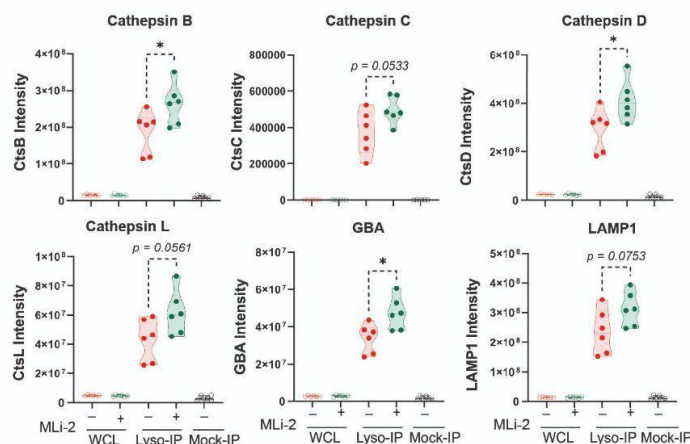 Cathepsin B
CtsB Intensity
4×10⁸
3×10⁸
2×10⁸
1×10⁸
0
*
Cathepsin C
CtsC Intensity
800000
600000
400000
200000
0
p = 0.0533
Cathepsin D
CtsD Intensity
6×10⁸
4×10⁸
2×10⁸
0
*
Cathepsin L
CtsL Intensity
1×10⁸
8×10⁷
6×10⁷
4×10⁷
2×10⁷
0
p = 0.0561
GBA
GBA Intensity
8×10⁷
6×10⁷
4×10⁷
2×10⁷
0
*
LAMP1
LAMP1 Intensity
5×10⁸
4×10⁸
3×10⁸
2×10⁸
1×10⁸
0
p = 0.0753
MLi-2 – + – + – – + – + – – + – + –
WCL Lyso-IP Mock-IP WCL Lyso-IP Mock-IP WCL Lyso-IP Mock-IP